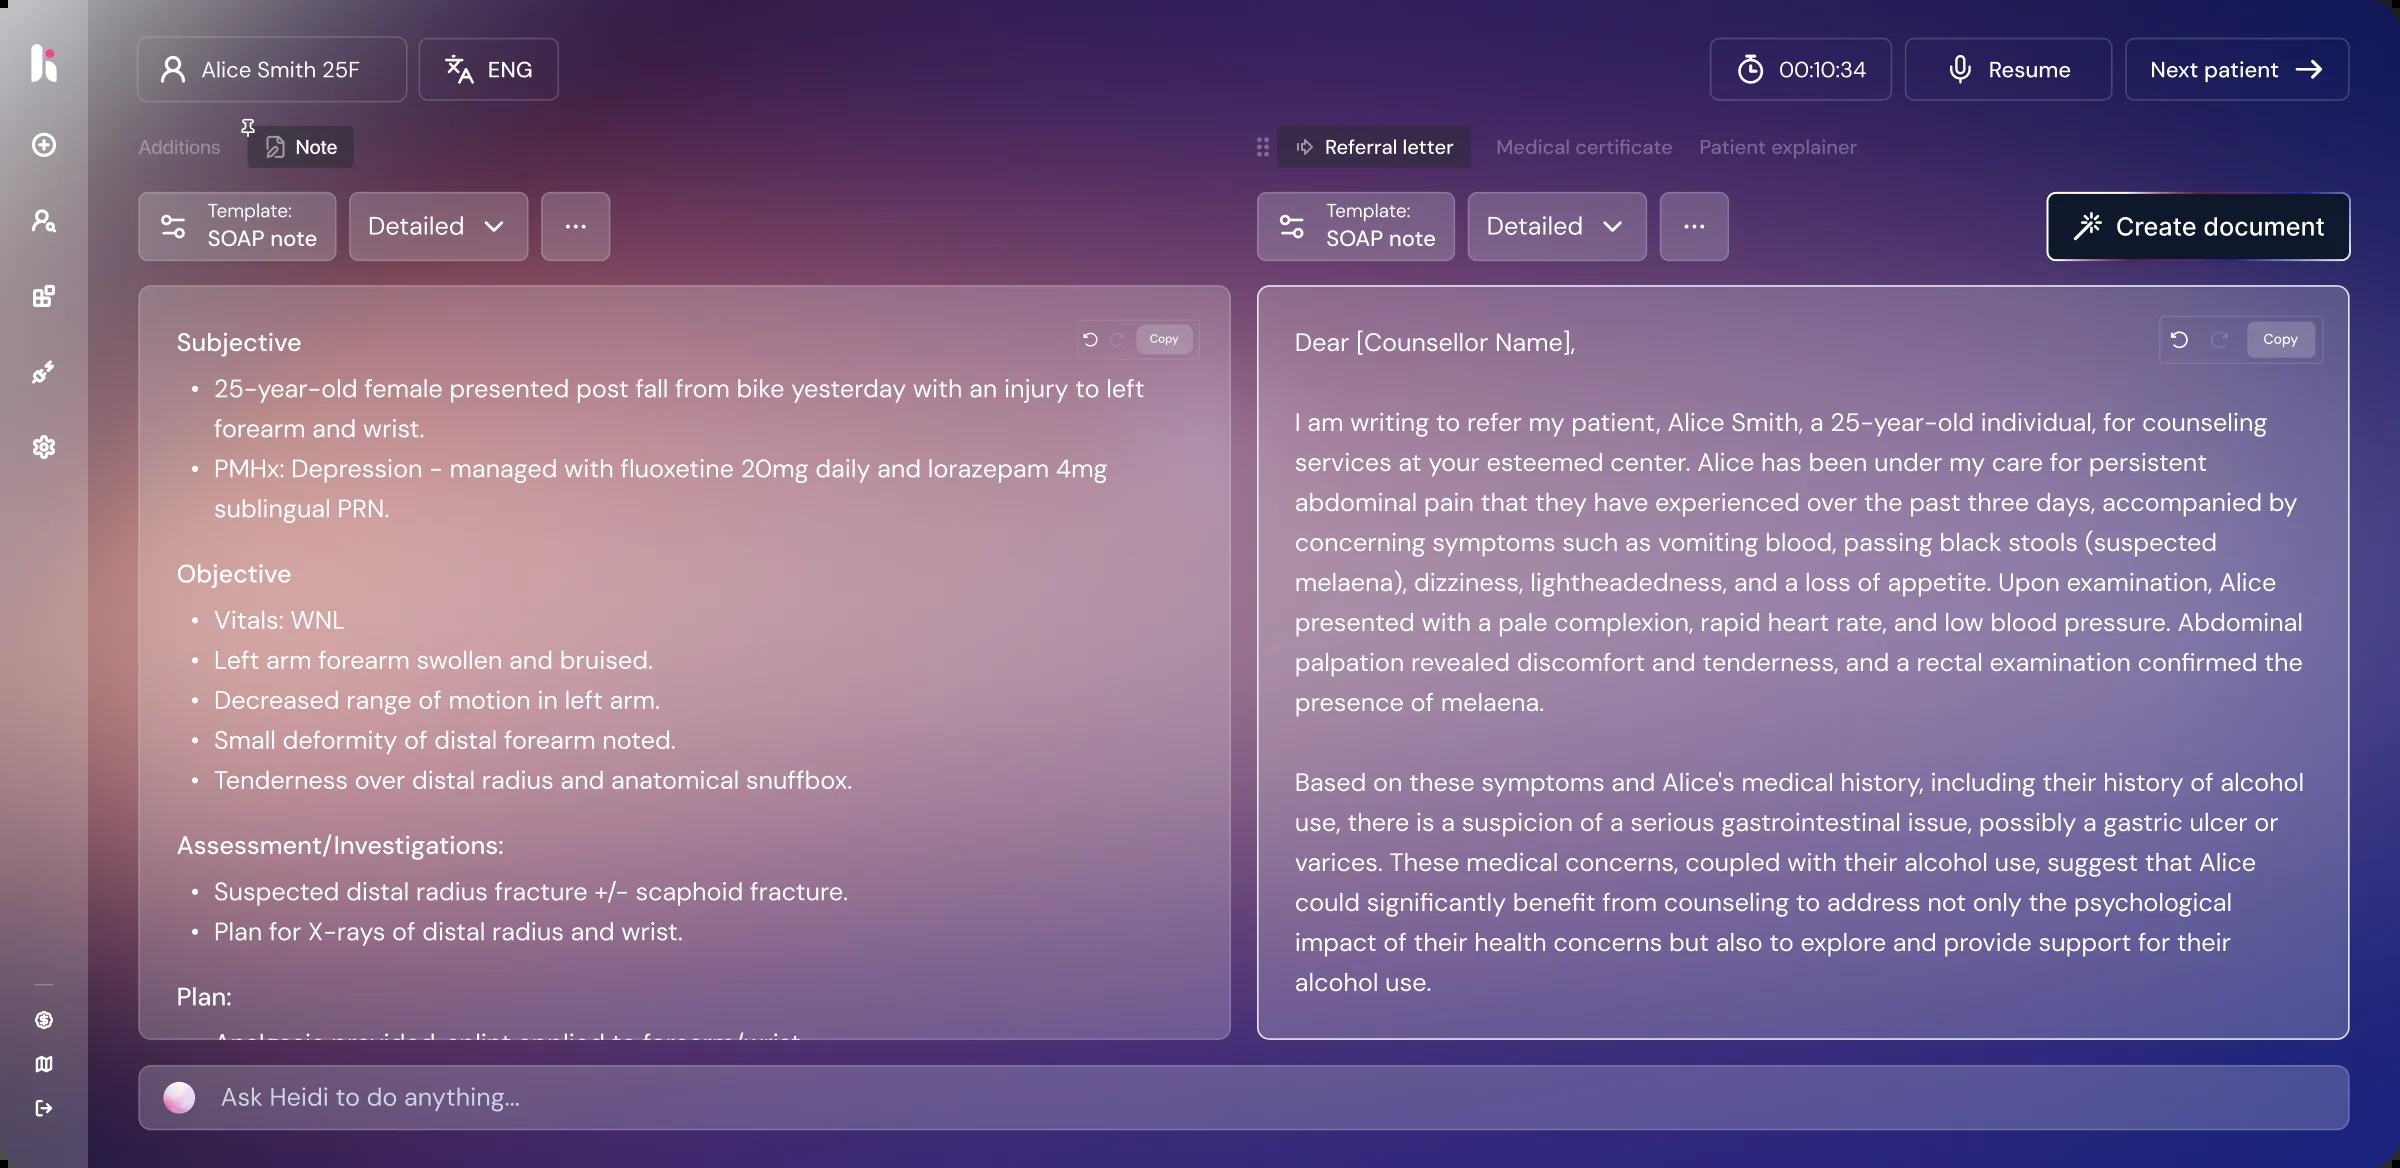 Alice Smith 25F
ENG
00:10:34
Resume
Next patient
Additions
Note
Referral letter
Medical certificate
Patient explainer
Template:
SOAP note
Detailed
...
Template:
SOAP note
Detailed
...
Create document
Subjective
Copy
• 25-year-old female presented post fall from bike yesterday with an injury to left
forearm and wrist.
• PMHx: Depression - managed with fluoxetine 20mg daily and lorazepam 4mg
sublingual PRN.
Objective
• Vitals: WNL
• Left arm forearm swollen and bruised.
• Decreased range of motion in left arm.
• Small deformity of distal forearm noted.
• Tenderness over distal radius and anatomical snuffbox.
Assessment/Investigations:
• Suspected distal radius fracture +/- scaphoid fracture.
• Plan for X-rays of distal radius and wrist.
Plan:
Analgesia provided, splint applied to forearm/wrist
Dear [Counsellor Name],
Copy
I am writing to refer my patient, Alice Smith, a 25-year-old individual, for counseling
services at your esteemed center. Alice has been under my care for persistent
abdominal pain that they have experienced over the past three days, accompanied by
concerning symptoms such as vomiting blood, passing black stools (suspected
melaena), dizziness, lightheadedness, and a loss of appetite. Upon examination, Alice
presented with a pale complexion, rapid heart rate, and low blood pressure. Abdominal
palpation revealed discomfort and tenderness, and a rectal examination confirmed the
presence of melaena.
Based on these symptoms and Alice's medical history, including their history of alcohol
use, there is a suspicion of a serious gastrointestinal issue, possibly a gastric ulcer or
varices. These medical concerns, coupled with their alcohol use, suggest that Alice
could significantly benefit from counseling to address not only the psychological
impact of their health concerns but also to explore and provide support for their
alcohol use.
Ask Heidi to do anything...